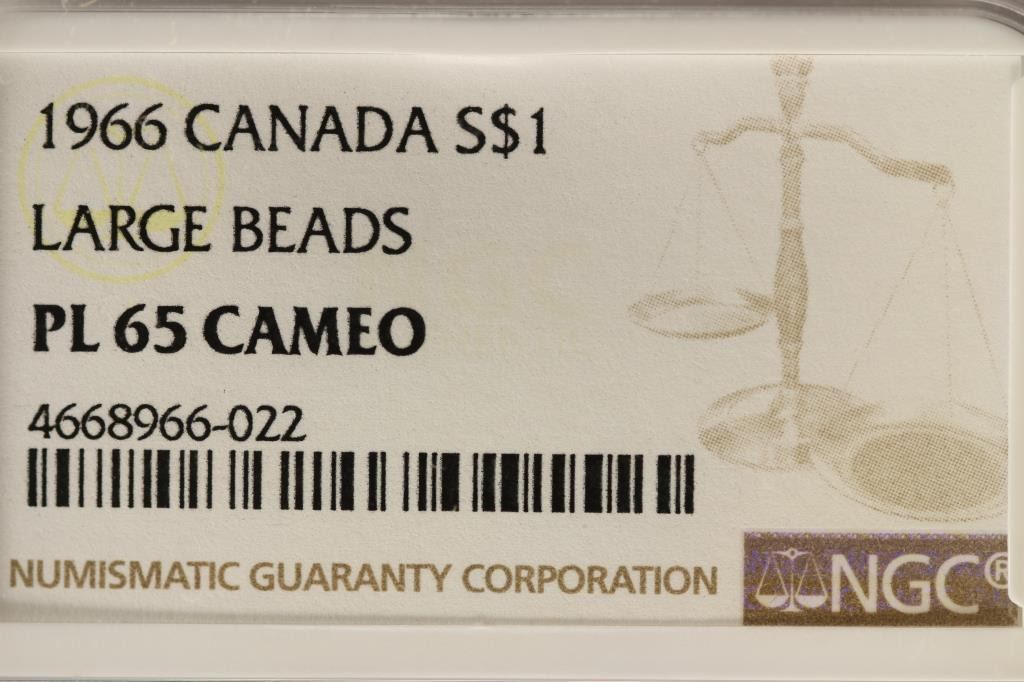 1966 CANADA S$1
LARGE BEADS
PL 65 CAMEO
4668966-022
NUMISMATIC GUARANTY CORPORATION
NGC®